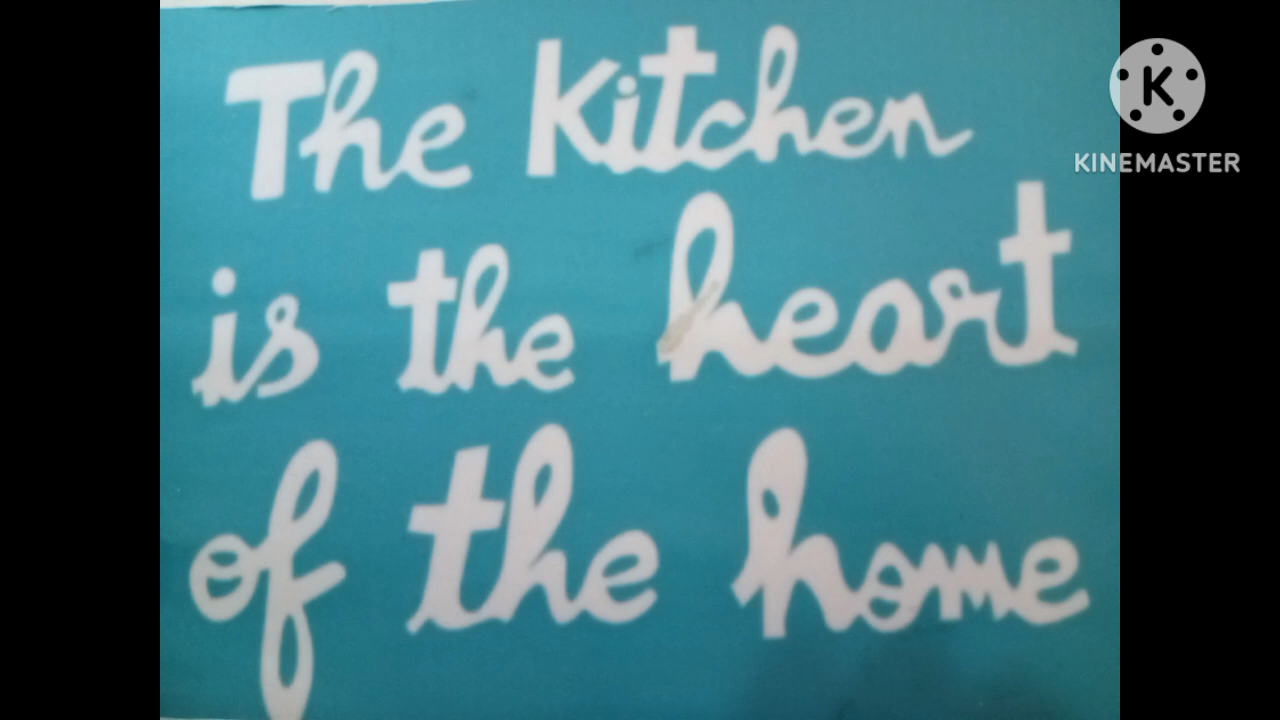 The Kitchen
is the heart
of the home
K
KINEMASTER